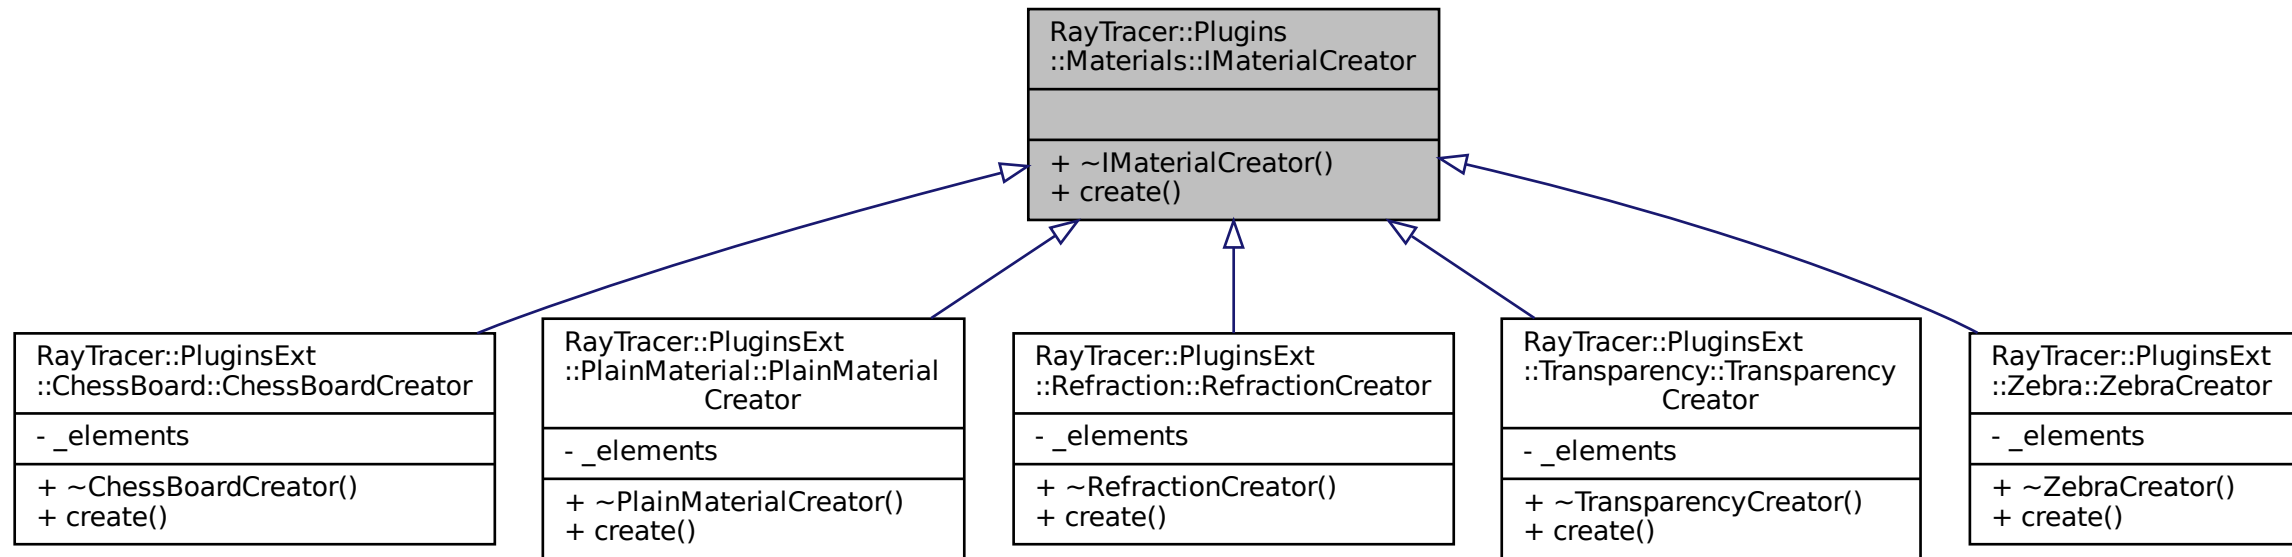 RayTracer::Plugins
::Materials::IMaterialCreator
+ ~IMaterialCreator()
+ create()
RayTracer::PluginsExt
::ChessBoard::ChessBoardCreator
- _elements
+ ~ChessBoardCreator()
+ create()
RayTracer::PluginsExt
::PlainMaterial::PlainMaterial
Creator
- _elements
+ ~PlainMaterialCreator()
+ create()
RayTracer::PluginsExt
::Refraction::RefractionCreator
- _elements
+ ~RefractionCreator()
+ create()
RayTracer::PluginsExt
::Transparency::Transparency
Creator
- _elements
+ ~TransparencyCreator()
+ create()
RayTracer::PluginsExt
::Zebra::ZebraCreator
- _elements
+ ~ZebraCreator()
+ create()